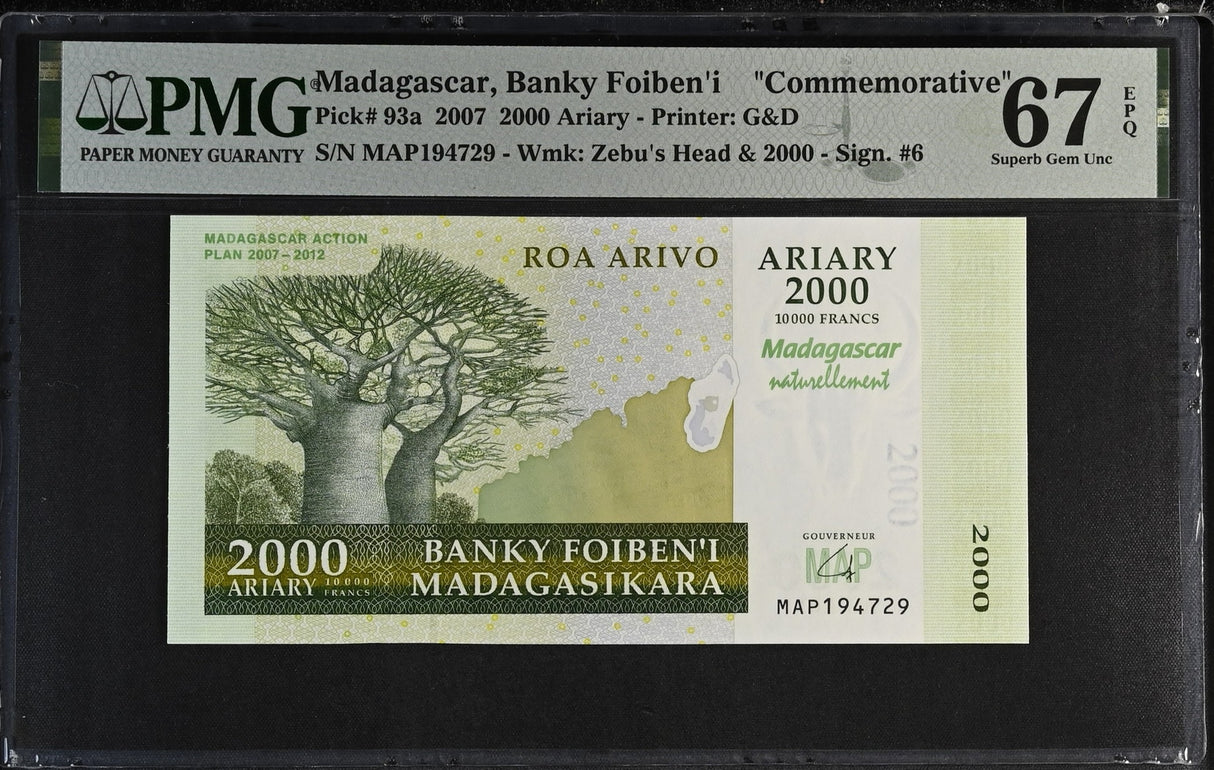 PMG
PAPER MONEY GUARANTY
Madagascar, Banky Foiben'i "Commemorative"
Pick# 93a 2007 2000 Ariary - Printer: G&D
S/N MAP194729 - Wmk: Zebu's Head & 2000 - Sign. #6
67
EPQ
Superb Gem Unc
MADAGASCAR ACTION
PLAN 2007 - 2012
ROA ARIVO
ARIARY
2000
10000 FRANCS
Madagascar
naturellement
2000
2000
ARIARY 10000 FRANCS
BANKY FOIBEN'I
MADAGASIKARA
GOUVERNEUR
MAP
MAP194729
2000